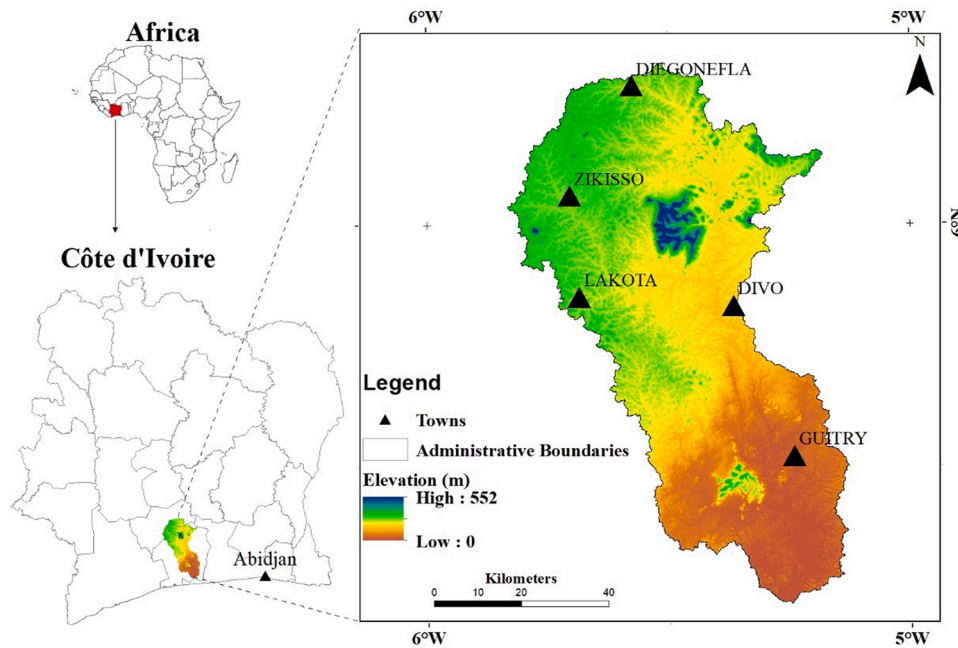 Africa
Côte d'Ivoire
Abidjan
6°W
5°W
N
DIEGONEFLA
ZIKISSO
6°N
LAKOTA
DIVO
GUITRY
Legend
Towns
Administrative Boundaries
Elevation (m)
High : 552
Low : 0
Kilometers
0 10 20 40
6°W
5°W